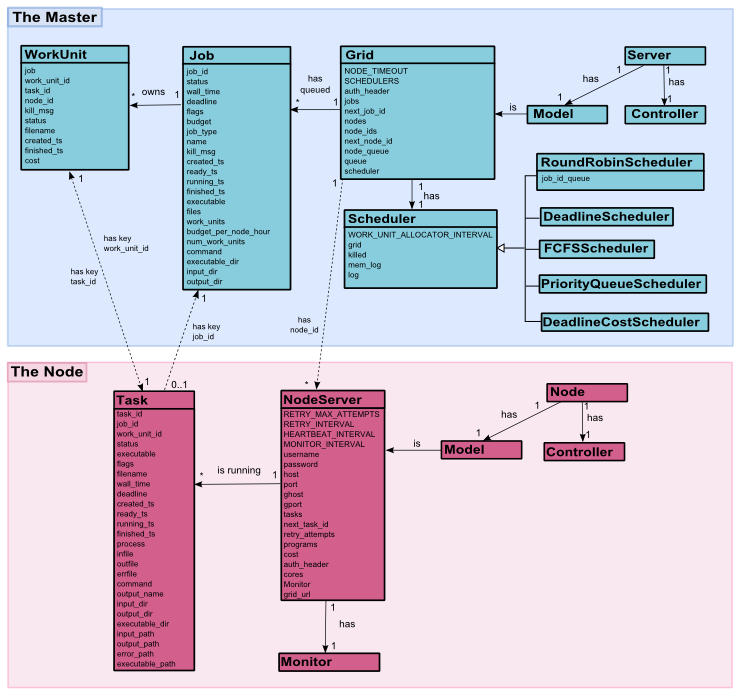 The Master
WorkUnit
job
work_unit_id
task_id
node_id
kill_msg
status
filename
created_ts
finished_ts
cost
* owns 1
Job
job_id
status
wall_time
deadline
flags
budget
job_type
name
kill_msg
created_ts
ready_ts
running_ts
finished_ts
executable
files
work_units
budget_per_node_hour
num_work_units
command
executable_dir
input_dir
output_dir
has
queued
* 1
Grid
NODE_TIMEOUT
SCHEDULERS
auth_header
jobs
next_job_id
nodes
node_ids
next_node_id
node_queue
queue
scheduler
is
Server
1 1
has
has
1 1
Model
Controller
1
has
1
Scheduler
WORK_UNIT_ALLOCATOR_INTERVAL
grid
killed
mem_log
log
RoundRobinScheduler
job_id_queue
DeadlineScheduler
FCFSScheduler
PriorityQueueScheduler
DeadlineCostScheduler
1
has key
work_unit_id
has key
task_id
1
1
has key
job_id
0..1
1
has
node_id
*
The Node
Task
task_id
job_id
work_unit_id
status
executable
flags
filename
wall_time
deadline
created_ts
ready_ts
running_ts
finished_ts
process
infile
outfile
errfile
command
output_name
input_dir
output_dir
executable_dir
input_path
output_path
error_path
executable_path
* is running 1
NodeServer
RETRY_MAX_ATTEMPTS
RETRY_INTERVAL
HEARTBEAT_INTERVAL
MONITOR_INTERVAL
username
password
host
port
ghost
gport
tasks
next_task_id
retry_attempts
programs
cost
auth_header
cores
Monitor
grid_url
is
Node
1 1
has
has
1 1
Model
Controller
1
has
1
Monitor